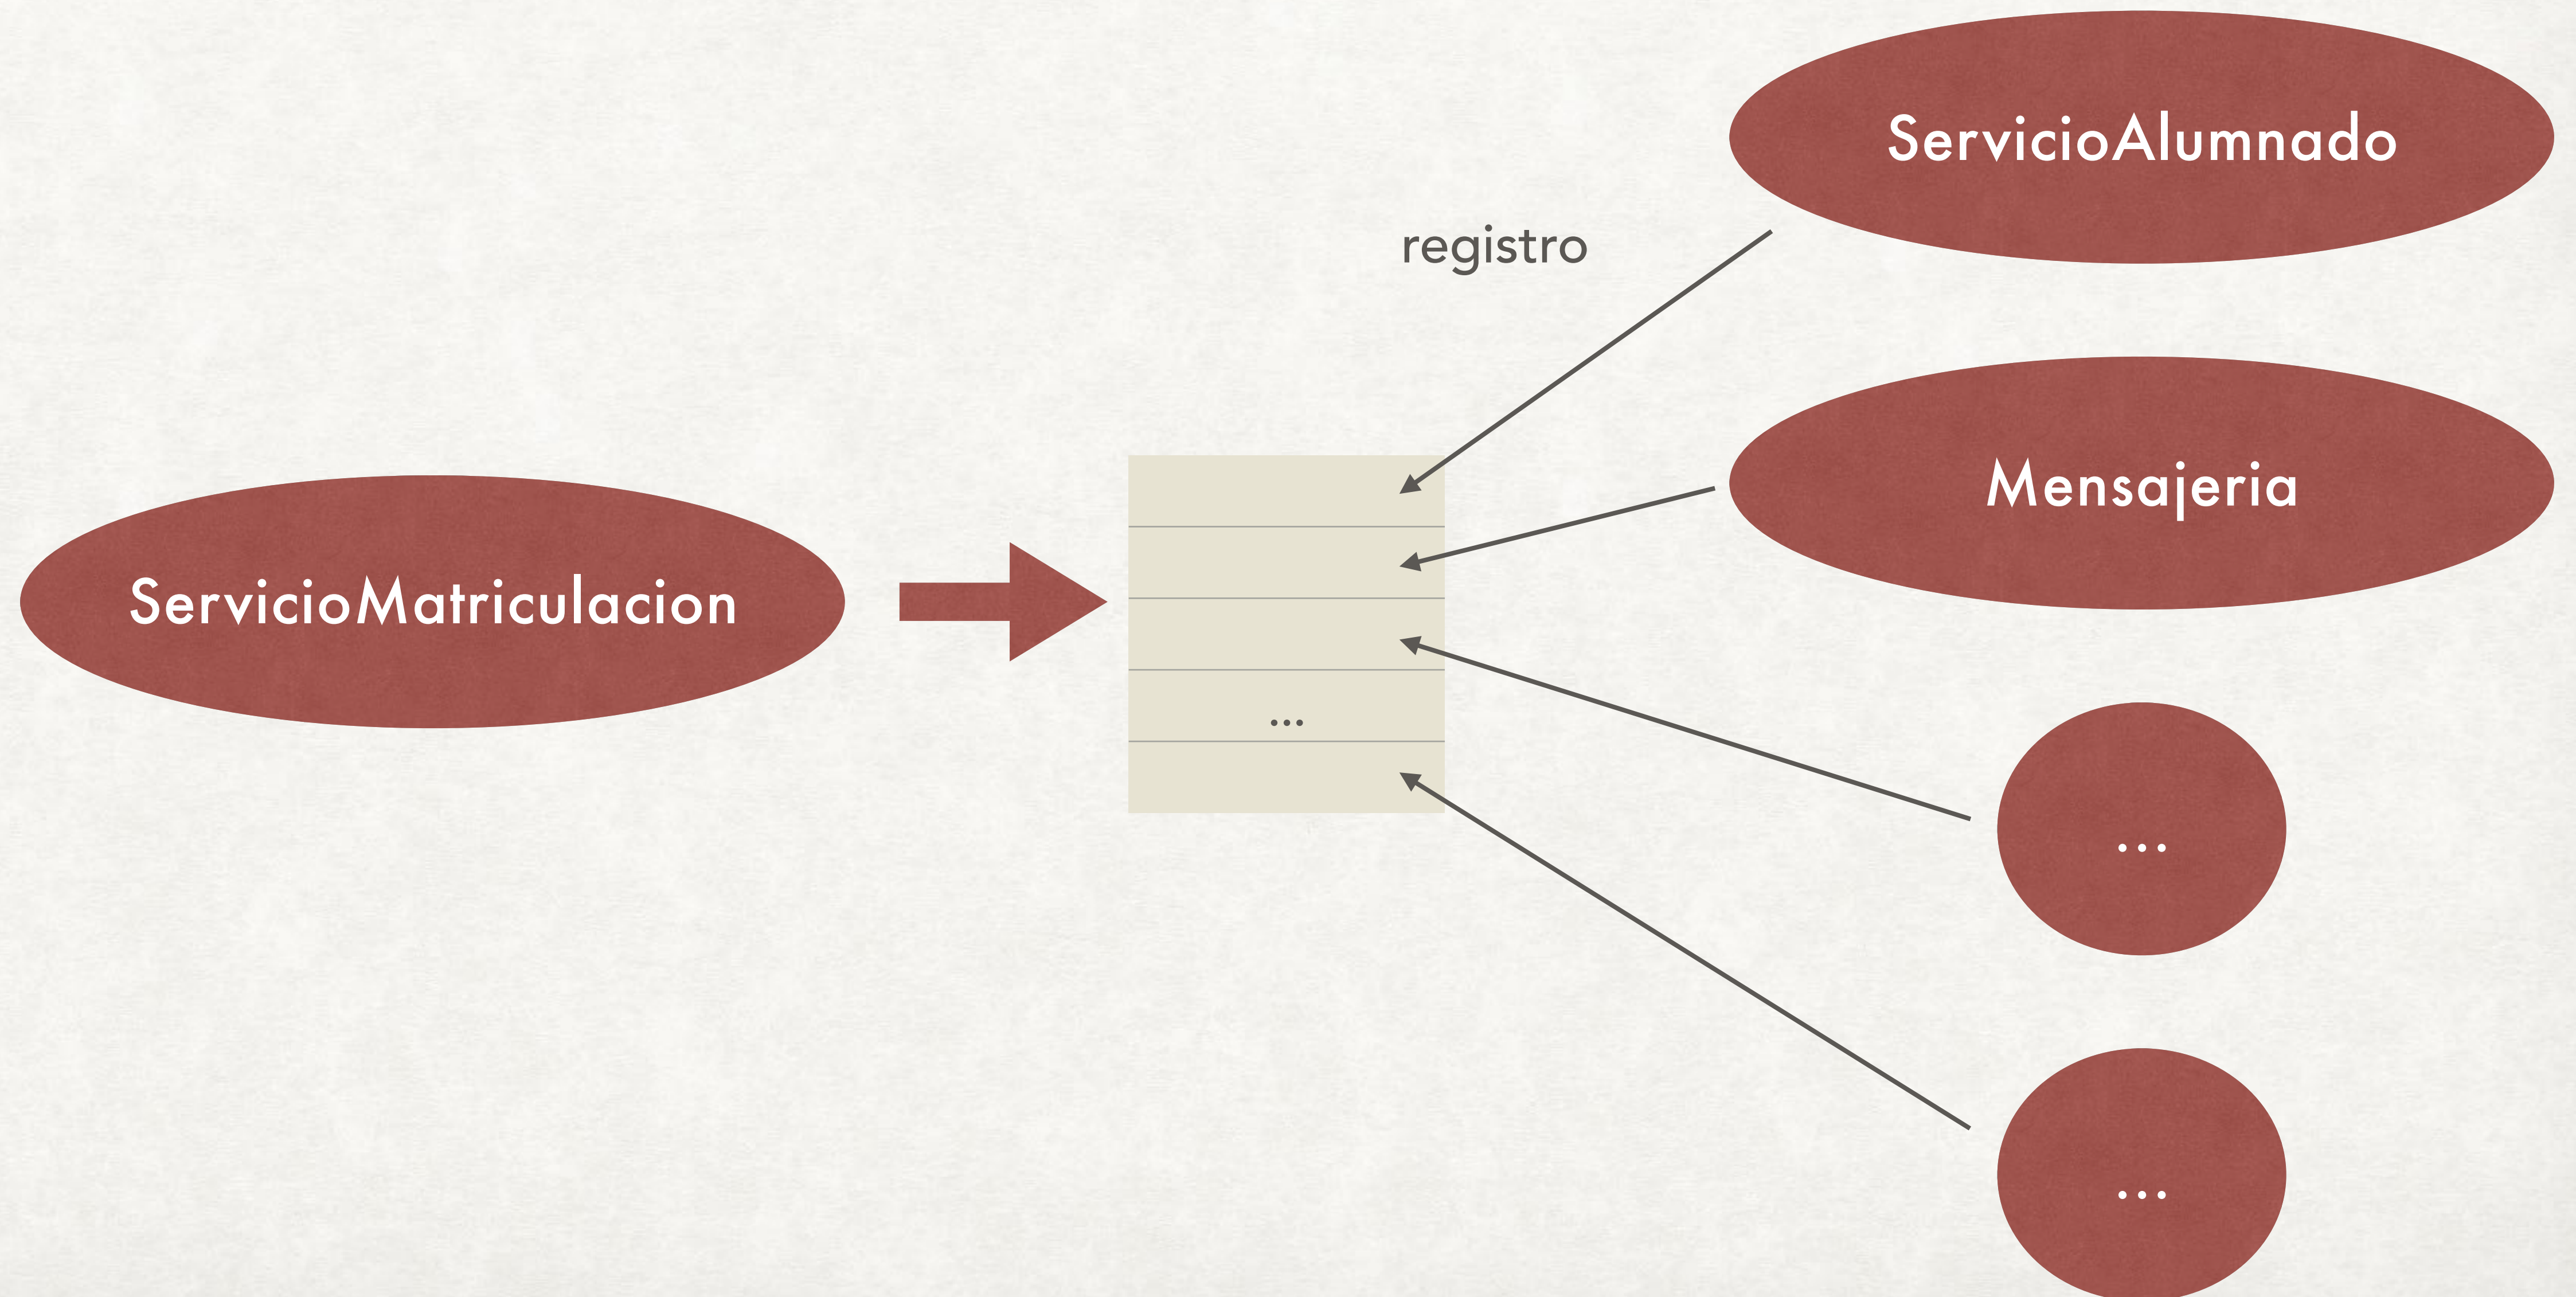 ServicioAlumnado
registro
Mensajeria
ServicioMatriculacion
...
...
...